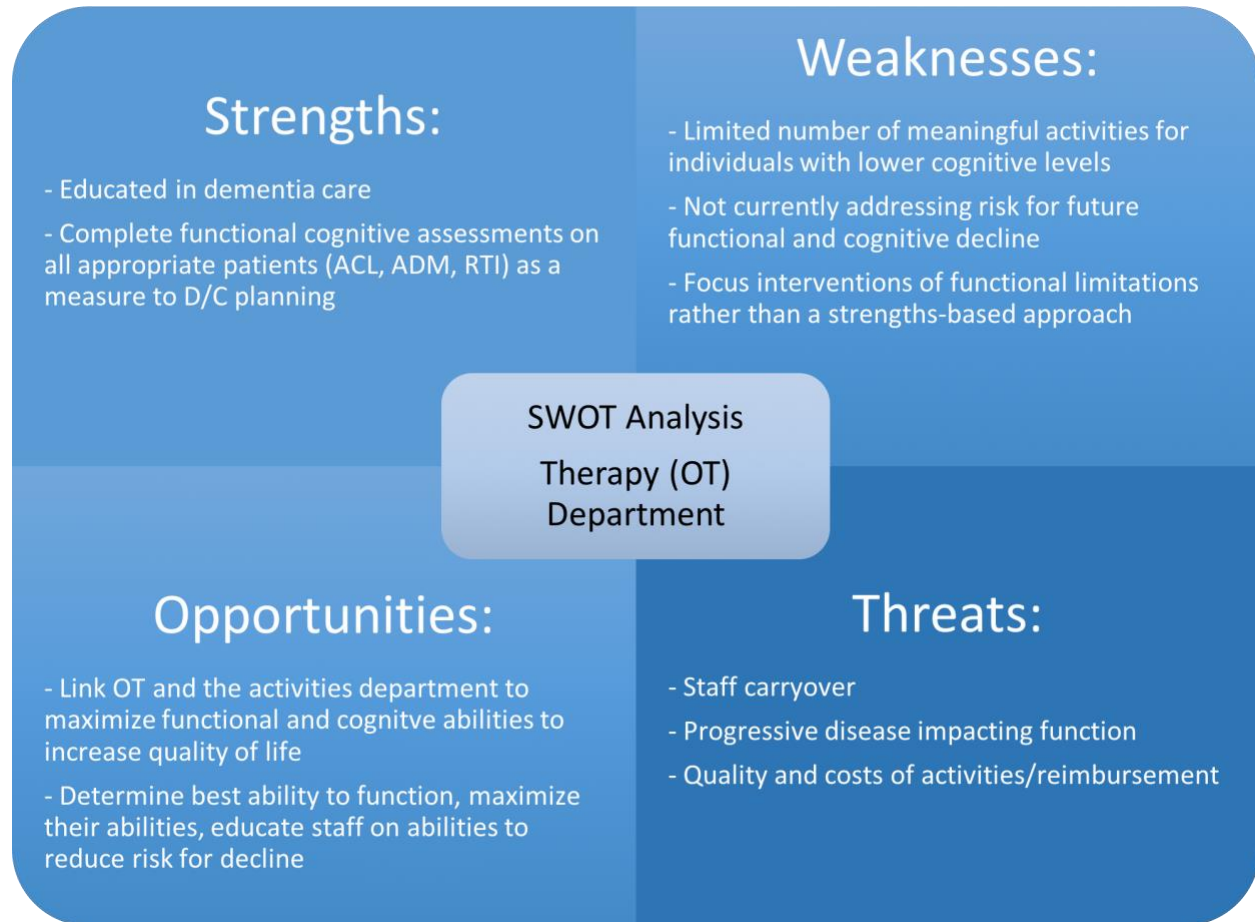 Strengths:
- Educated in dementia care
- Complete functional cognitive assessments on
all appropriate patients (ACL, ADM, RTI) as a
measure to D/C planning
Weaknesses:
- Limited number of meaningful activities for
individuals with lower cognitive levels
- Not currently addressing risk for future
functional and cognitive decline
- Focus interventions of functional limitations
rather than a strengths-based approach
SWOT Analysis
Therapy (OT)
Department
Opportunities:
- Link OT and the activities department to
maximize functional and cognitve abilities to
increase quality of life
- Determine best ability to function, maximize
their abilities, educate staff on abilities to
reduce risk for decline
Threats:
- Staff carryover
- Progressive disease impacting function
- Quality and costs of activities/reimbursement